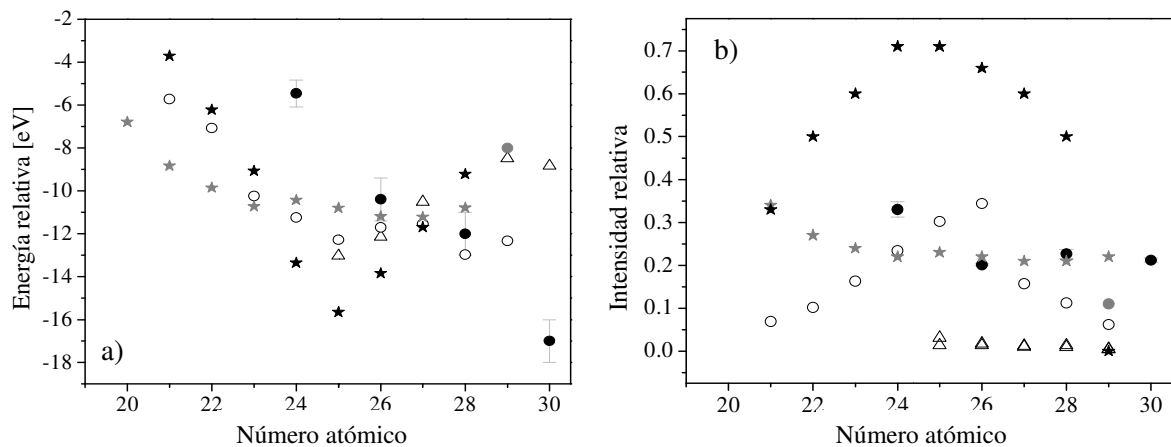 -2
-4
-6
-8
-10
-12
-14
-16
-18
20 22 24 26 28 30
Número atómico
Energía relativa [eV]
a)
0.7
0.6
0.5
0.4
0.3
0.2
0.1
0.0
20 22 24 26 28 30
Número atómico
Intensidad relativa
b)